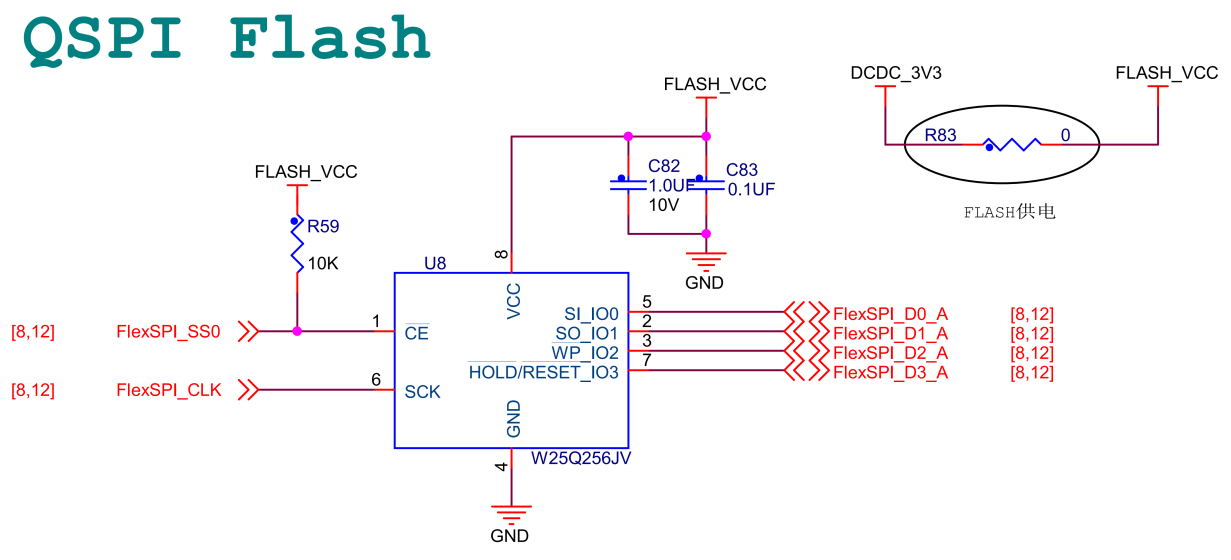 QSPI Flash
DCDC_3V3
FLASH_VCC
FLASH_VCC
R83
0
FLASH供电
FLASH_VCC
C82
1.0UF
10V
C83
0.1UF
GND
R59
10K
U8
8
VCC
[8,12]
FlexSPI_SS0
1
CE
[8,12]
FlexSPI_CLK
6
SCK
SI_IO0
5
FlexSPI_D0_A
[8,12]
SO_IO1
2
FlexSPI_D1_A
[8,12]
WP_IO2
3
FlexSPI_D2_A
[8,12]
HOLD/RESET_IO3
7
FlexSPI_D3_A
[8,12]
GND
4
W25Q256JV
GND